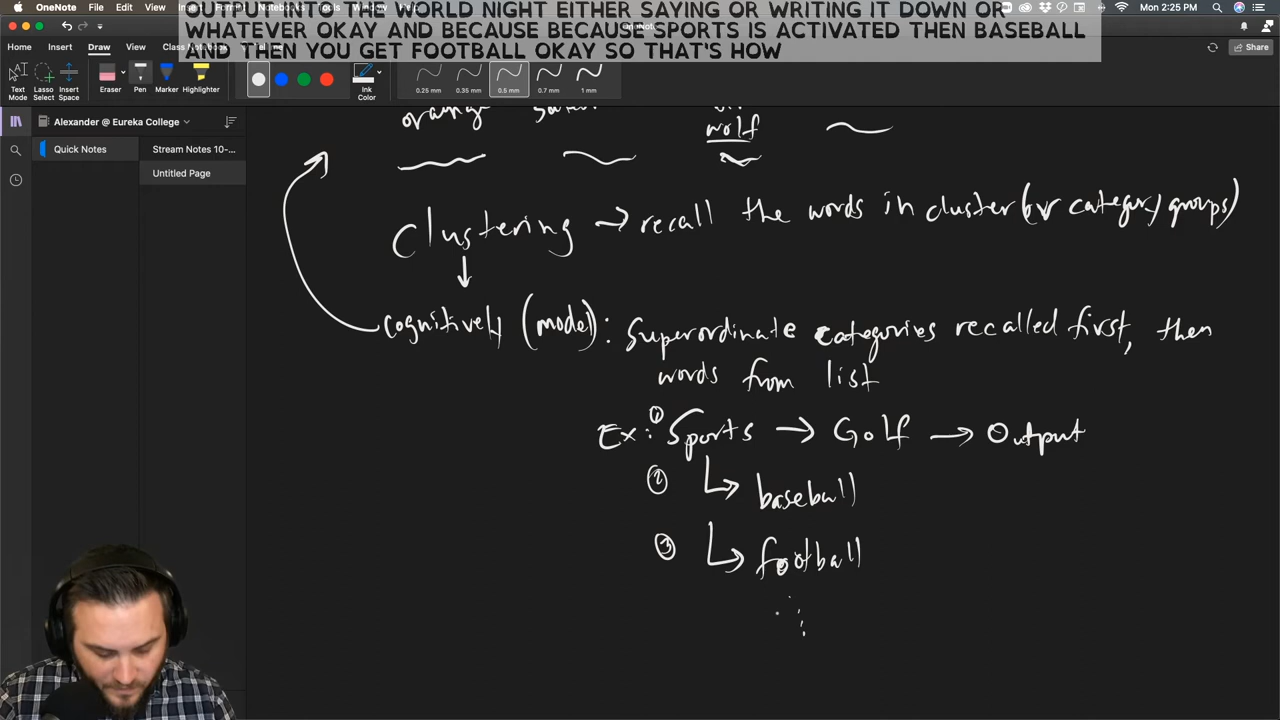 OneNote File Edit Mon 2:25 PM
WHATEVER OKAY AND BECAUSE BECAUSE SPORTS IS ACTIVATED THEN BASEBALL
AND THEN YOU GET FOOTBALL OKAY SO THAT'S HOW
OUTPUT INTO THE WORLD NIGHT EITHER SAYING OR WRITING IT DOWN OR
Home Insert Draw View Share
Text Mode Lasso Select Insert Space Eraser Pen Marker Highlighter Ink Color 0.25 mm 0.35 mm 0.5 mm 0.7 mm 1 mm
Alexander @ Eureka College
Quick Notes Stream Notes 10-...
Untitled Page
orange
wolf
Clustering → recall the words in cluster (or category groups)
cognitively (model): Superordinate categories recalled first, then
words from list
Ex: ① Sports → Golf → Output
② baseball
③ football